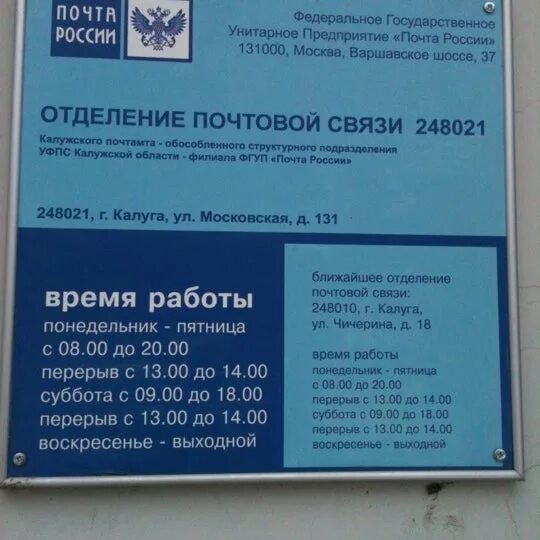 ПОЧТА
РОССИИ
Федеральное Государственное
Унитарное Предприятие «Почта России»
131000, Москва, Варшавское шоссе, 37
ОТДЕЛЕНИЕ ПОЧТОВОЙ СВЯЗИ 248021
Калужского почтамта - обособленного структурного подразделения
УФПС Калужской области - филиала ФГУП «Почта России»
248021, г. Калуга, ул. Московская, д. 131
время работы
понедельник - пятница
с 08.00 до 20.00
перерыв с 13.00 до 14.00
суббота с 09.00 до 18.00
перерыв с 13.00 до 14.00
воскресенье - выходной
ближайшее отделение
почтовой связи:
248010, г. Калуга,
ул. Чичерина, д. 18
время работы
понедельник - пятница
с 08.00 до 20.00
перерыв с 13.00 до 14.00
суббота с 09.00 до 18.00
перерыв с 13.00 до 14.00
воскресенье - выходной